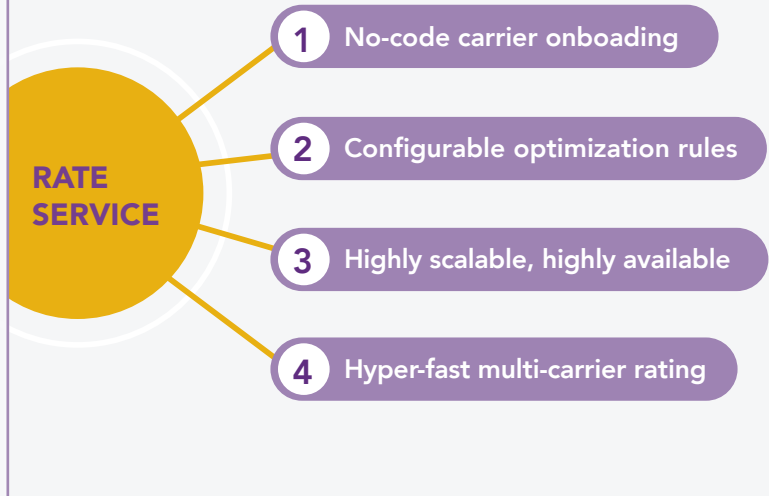 RATE
SERVICE
1 No-code carrier onboading
2 Configurable optimization rules
3 Highly scalable, highly available
4 Hyper-fast multi-carrier rating